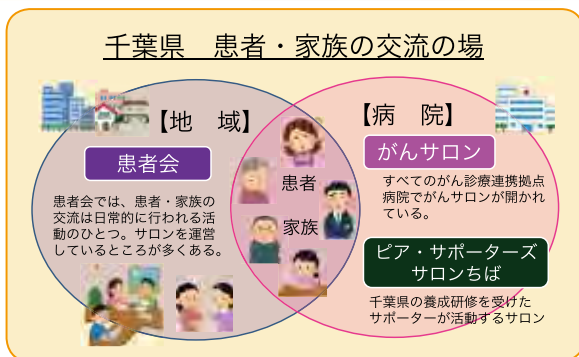 千葉県　患者・家族の交流の場
【地　域】
患者会
患者会では、患者・家族の
交流は日常的に行われる活
動のひとつ。サロンを運営
しているところが多くある。
患者
家族
【病　院】
がんサロン
すべてのがん診療連携拠点
病院でがんサロンが開かれ
ている。
ピア・サポーターズ
サロンちば
千葉県の養成研修を受けた
サポーターが活動するサロン